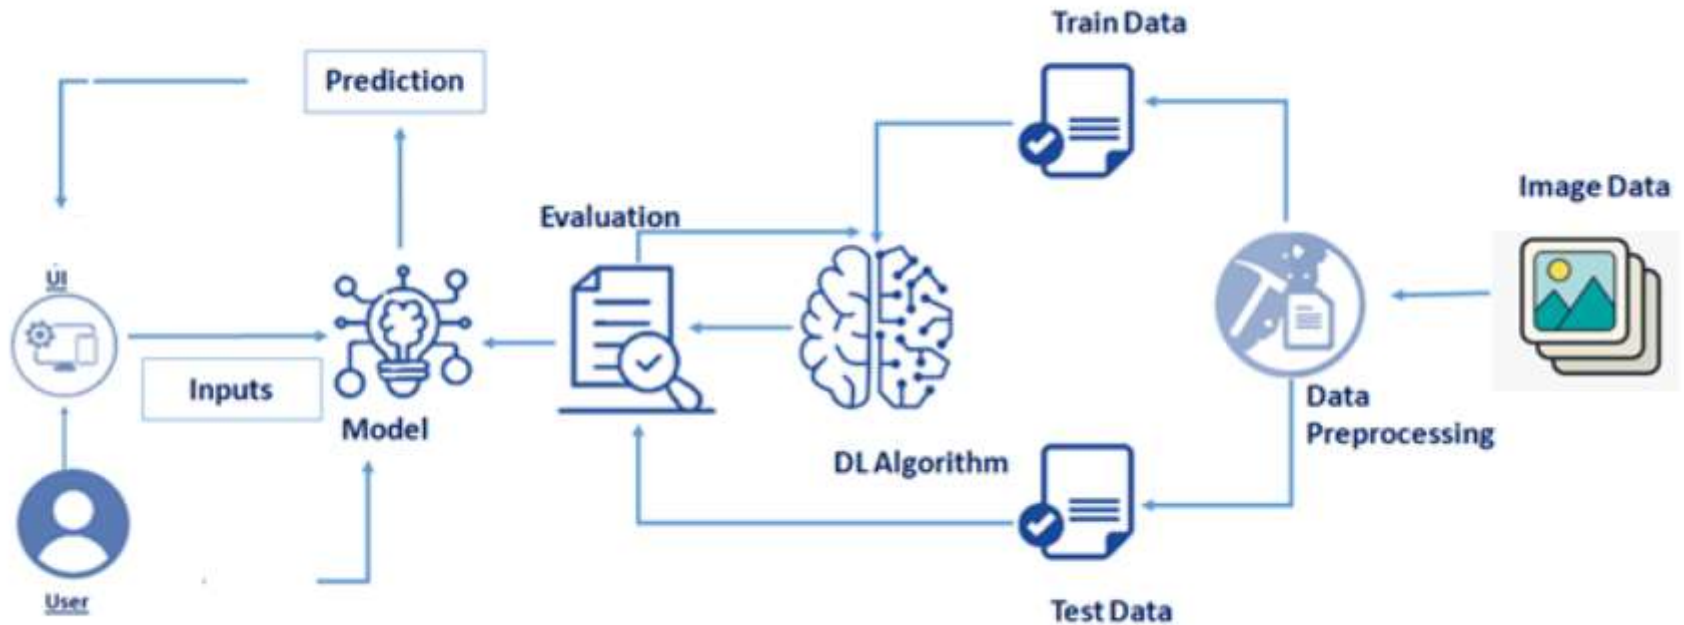 Train Data
Prediction
Image Data
Evaluation
UI
Inputs
Data
Preprocessing
Model
DL Algorithm
User
Test Data